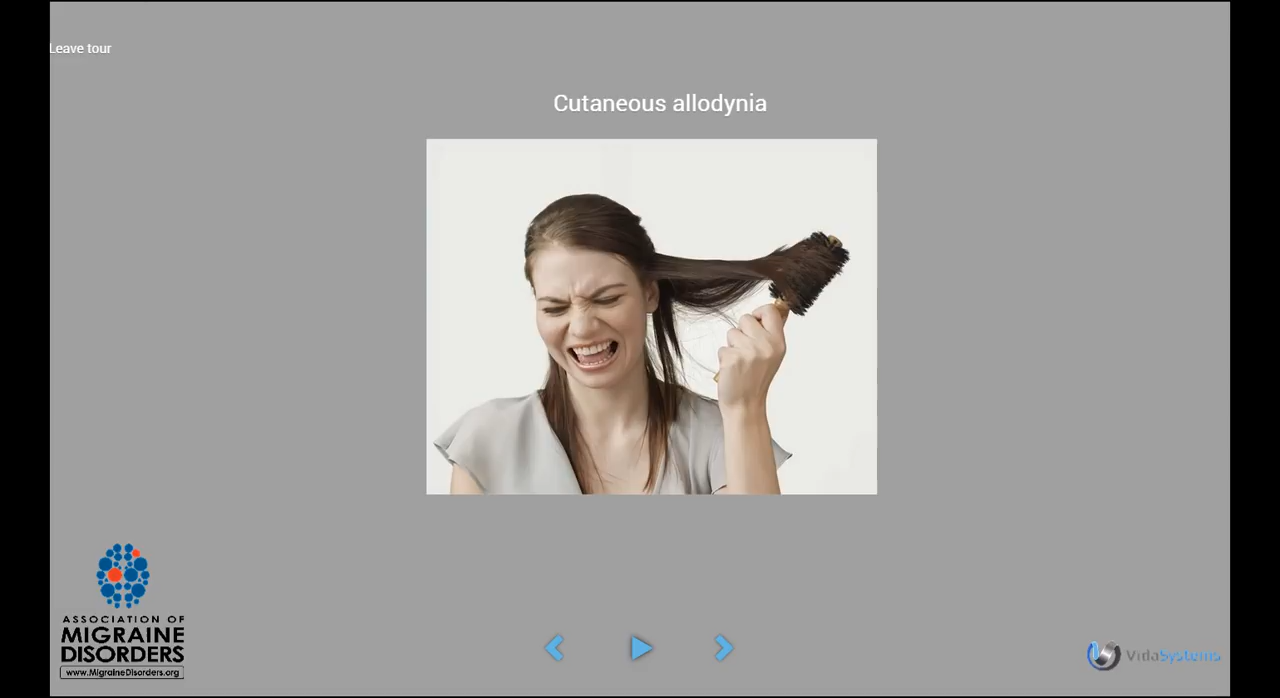 Leave tour
Cutaneous allodynia
ASSOCIATION OF
MIGRAINE
DISORDERS
www.MigraineDisorders.org
VidaSystems